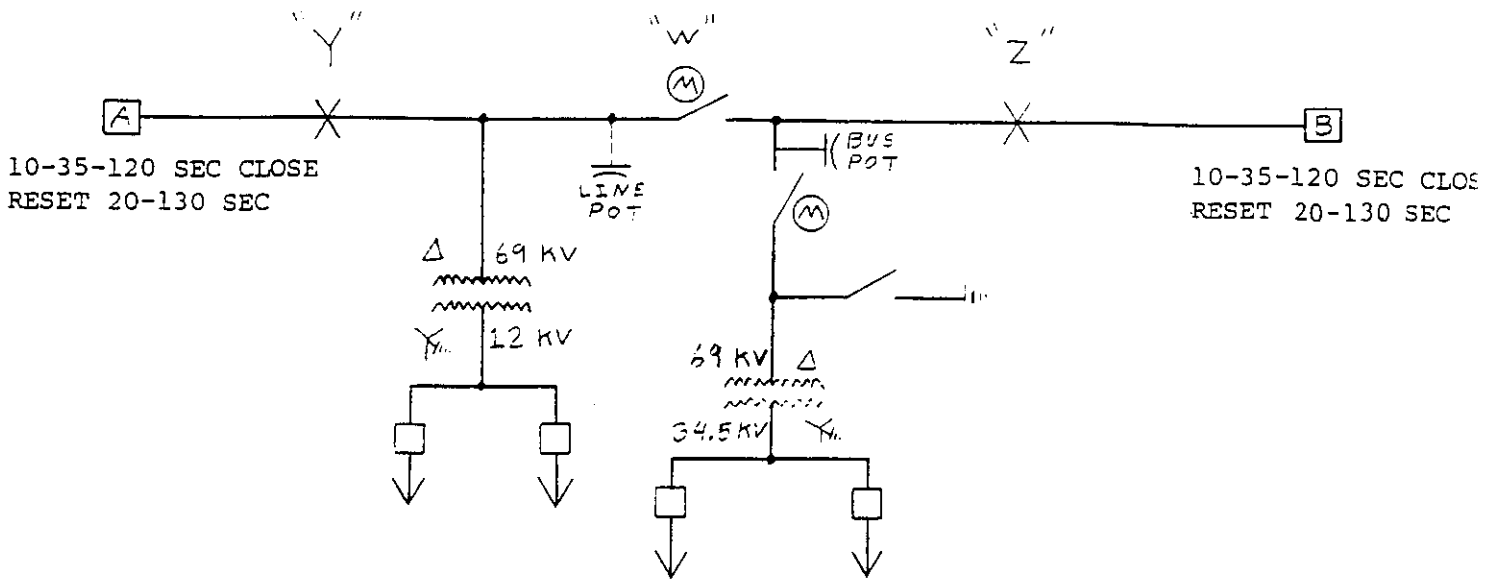 "Y"
"W"
"Z"
M
A
B
BUS
POT
LINE
POT
10-35-120 SEC CLOSE
RESET 20-130 SEC
10-35-120 SEC CLOS
RESET 20-130 SEC
M
Δ 69 KV
Y 12 KV
69 KV Δ
34.5 KV Y